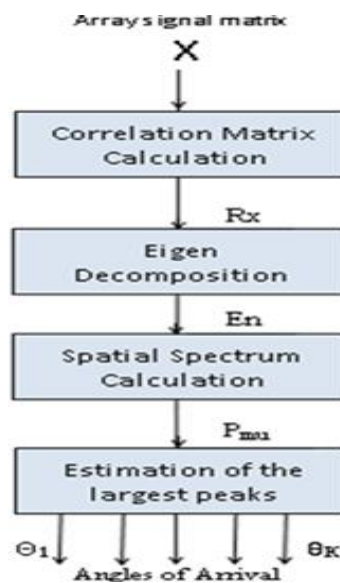 Array signal matrix
X
Correlation Matrix
Calculation
Rx
Eigen
Decomposition
En
Spatial Spectrum
Calculation
Pmu
Estimation of the
largest peaks
Θ1 θK
Angles of Arrival